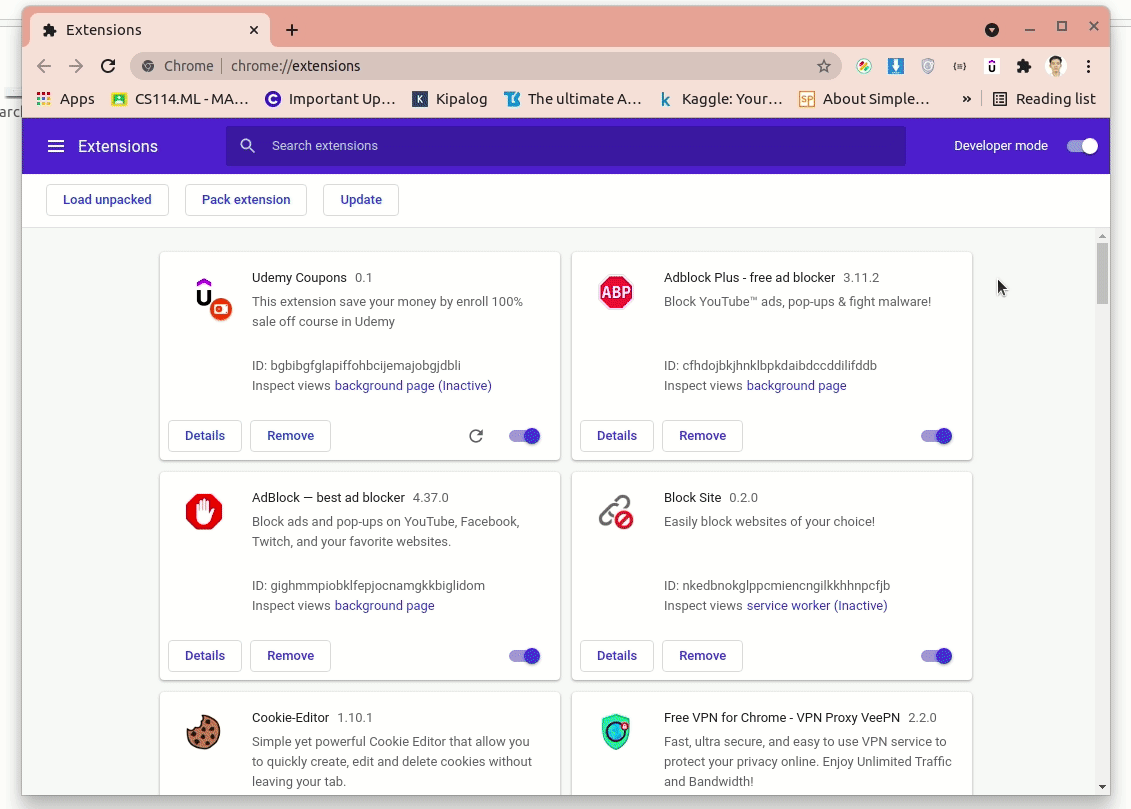 Extensions
Chrome | chrome://extensions
Apps CS114.ML - MA... Important Up... Kipalog The ultimate A... Kaggle: Your... About Simple... » Reading list
arc
Extensions Search extensions Developer mode
Load unpacked Pack extension Update
Udemy Coupons 0.1
This extension save your money by enroll 100%
sale off course in Udemy
ID: bgbibgfglapiffohbcijemajobgjdbli
Inspect views background page (Inactive)
Details Remove
ABP
Adblock Plus - free ad blocker 3.11.2
Block YouTube™ ads, pop-ups & fight malware!
ID: cfhdojbkjhnklbpkdaibdccddilifddb
Inspect views background page
Details Remove
AdBlock — best ad blocker 4.37.0
Block ads and pop-ups on YouTube, Facebook,
Twitch, and your favorite websites.
ID: gighmmpiobklfepjocnamgkkbiglidom
Inspect views background page
Details Remove
Block Site 0.2.0
Easily block websites of your choice!
ID: nkedbnokglppcmiencngilkkhhnpcfjb
Inspect views service worker (Inactive)
Details Remove
Cookie-Editor 1.10.1
Simple yet powerful Cookie Editor that allow you
to quickly create, edit and delete cookies without
leaving your tab.
Free VPN for Chrome - VPN Proxy VeePN 2.2.0
Fast, ultra secure, and easy to use VPN service to
protect your privacy online. Enjoy Unlimited Traffic
and Bandwidth!